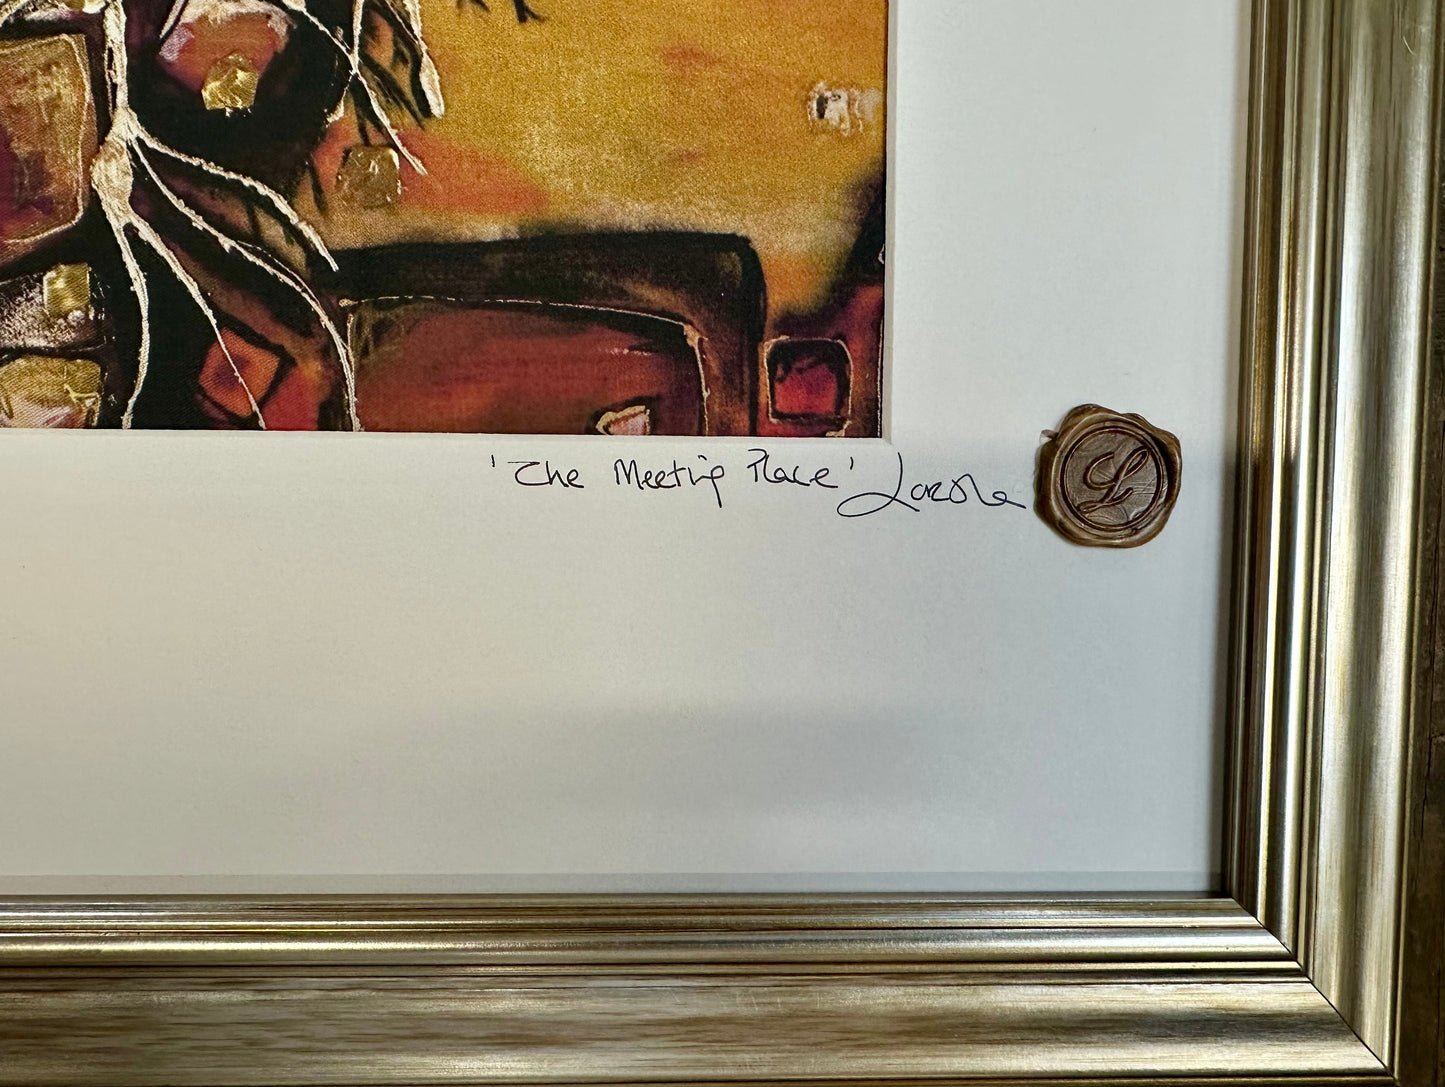 'The Meeting Place' Lorna
L